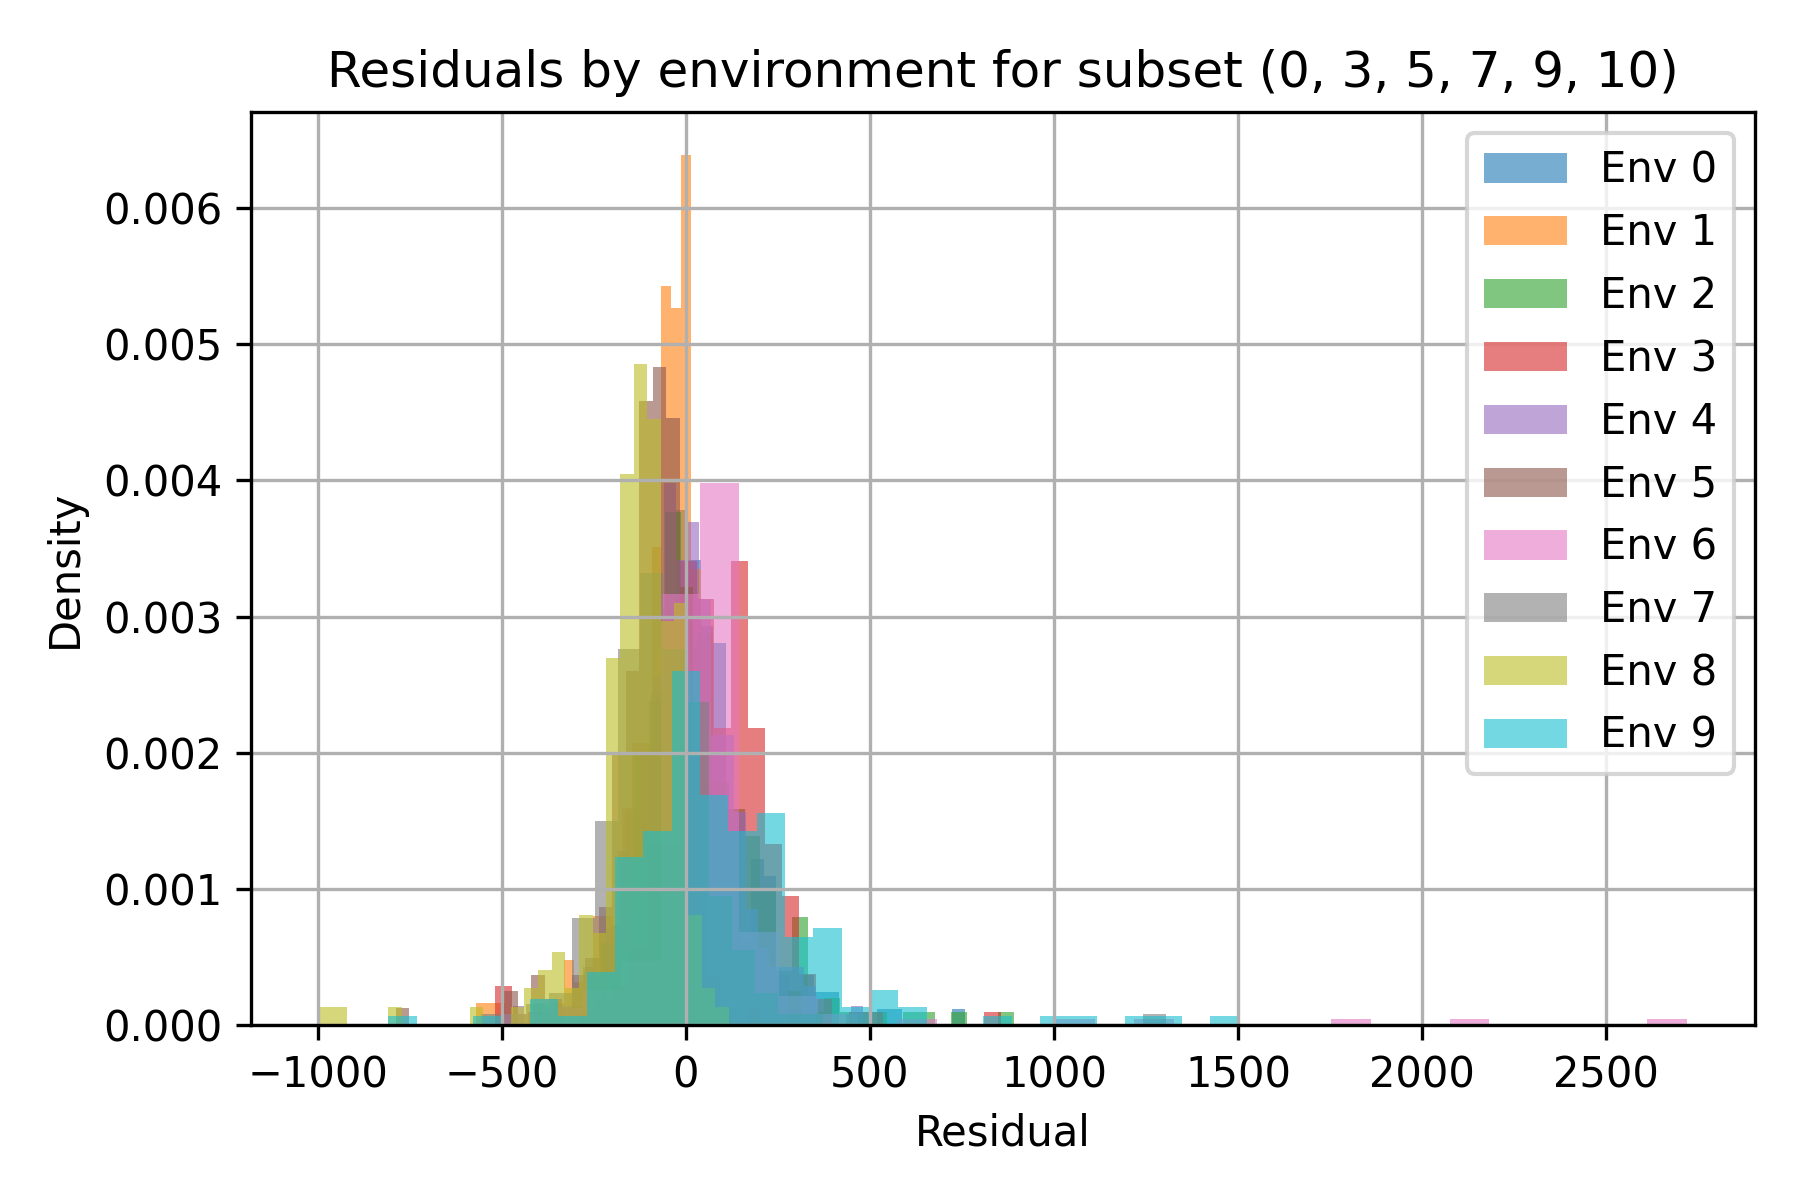 Residuals by environment for subset (0, 3, 5, 7, 9, 10)
Density
0.006
0.005
0.004
0.003
0.002
0.001
0.000
−1000
−500
0
500
1000
1500
2000
2500
Residual
Env 0
Env 1
Env 2
Env 3
Env 4
Env 5
Env 6
Env 7
Env 8
Env 9